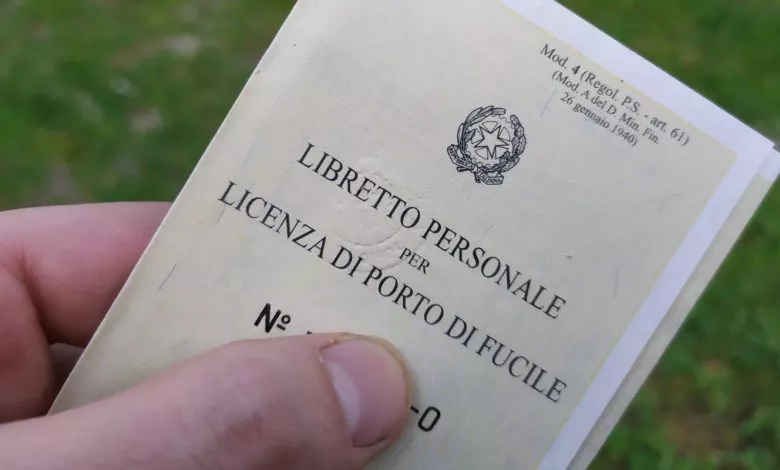 Mod. 4 (Regol. P.S. - art. 61)
(Mod. A del D. Min. Fin.
26 gennaio 1940)
LIBRETTO PERSONALE
PER
LICENZA DI PORTO DI FUCILE
N°
-O